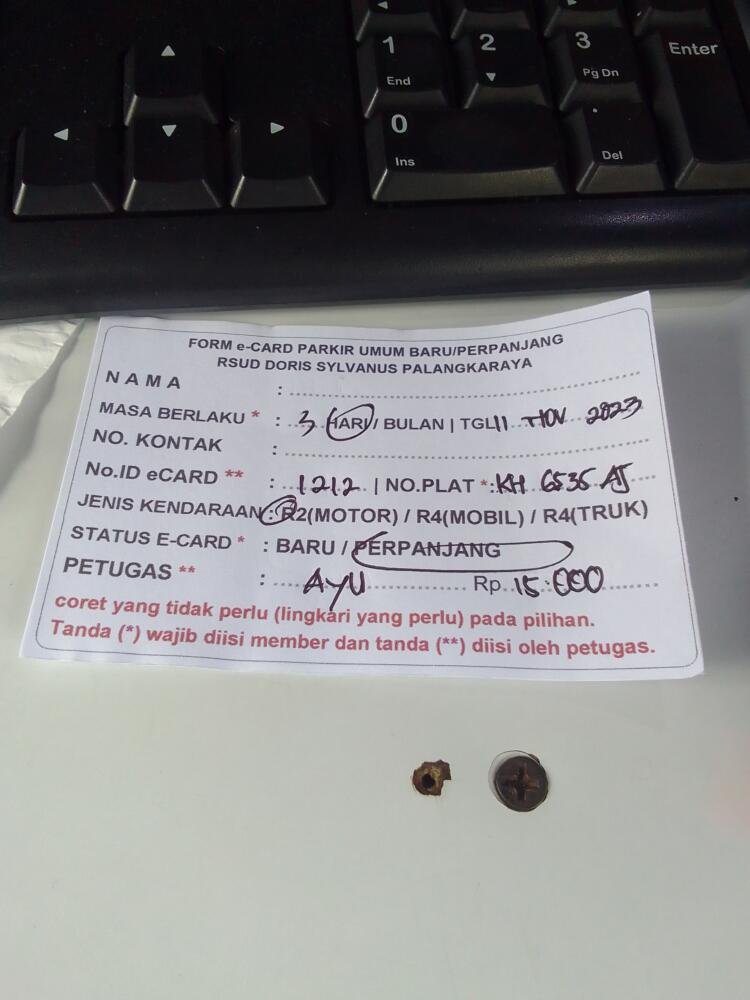 1
End
2
3
Pg Dn
Enter
0
Ins
.
Del
FORM e-CARD PARKIR UMUM BARU/PERPANJANG
RSUD DORIS SYLVANUS PALANGKARAYA
N A M A :
MASA BERLAKU * : 3 HARI / BULAN | TGL 11 NOV 2023
NO. KONTAK :
No.ID eCARD ** : 1212 | NO.PLAT *: KH 6535 AJ
JENIS KENDARAAN : R2(MOTOR) / R4(MOBIL) / R4(TRUK)
STATUS E-CARD * : BARU / PERPANJANG
PETUGAS ** : AYU Rp. 15.000
coret yang tidak perlu (lingkari yang perlu) pada pilihan.
Tanda (*) wajib diisi member dan tanda (**) diisi oleh petugas.